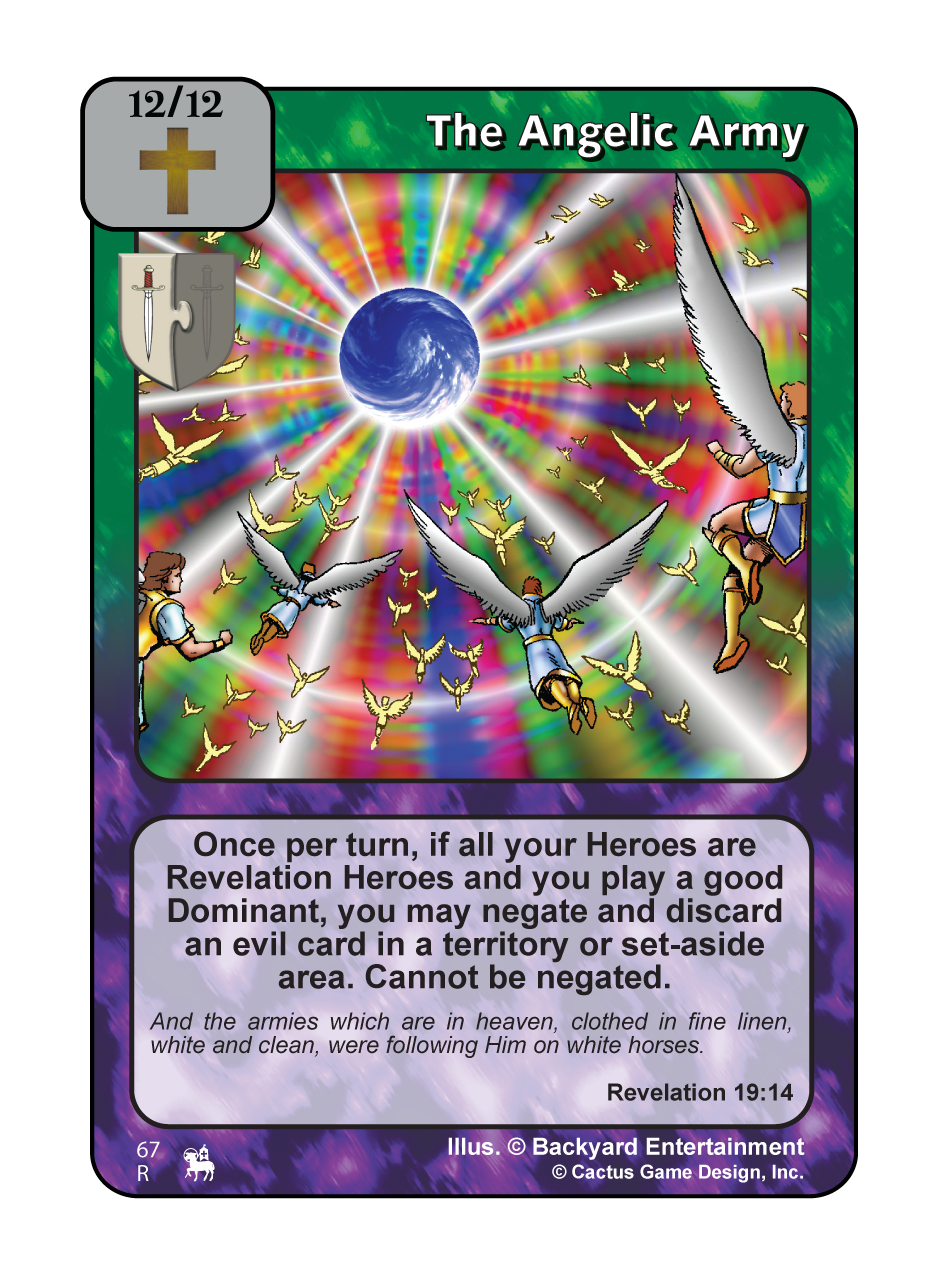 12/12
The Angelic Army
Once per turn, if all your Heroes are
Revelation Heroes and you play a good
Dominant, you may negate and discard
an evil card in a territory or set-aside
area. Cannot be negated.
And the armies which are in heaven, clothed in fine linen,
white and clean, were following Him on white horses.
Revelation 19:14
67
R
Illus. © Backyard Entertainment
© Cactus Game Design, Inc.